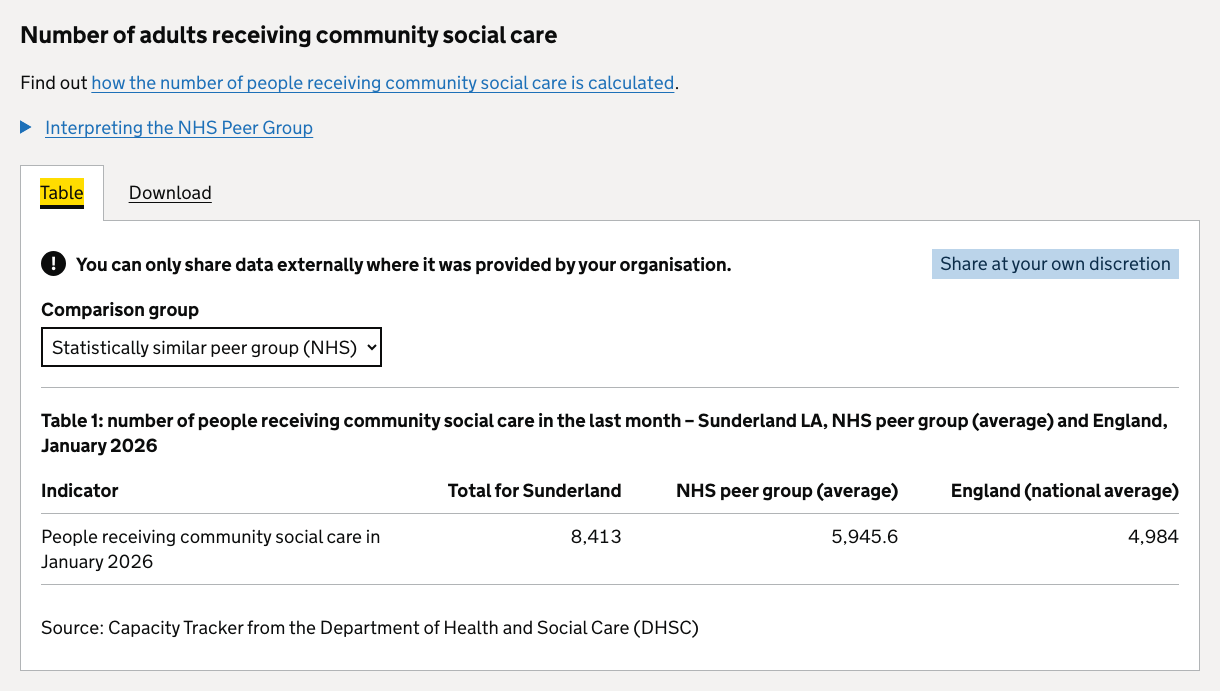 Number of adults receiving community social care
Find out how the number of people receiving community social care is calculated.
Interpreting the NHS Peer Group
Table Download
! You can only share data externally where it was provided by your organisation. Share at your own discretion
Comparison group
Statistically similar peer group (NHS)
Table 1: number of people receiving community social care in the last month – Sunderland LA, NHS peer group (average) and England,
January 2026
Indicator Total for Sunderland NHS peer group (average) England (national average)
People receiving community social care in 8,413 5,945.6 4,984
January 2026
Source: Capacity Tracker from the Department of Health and Social Care (DHSC)